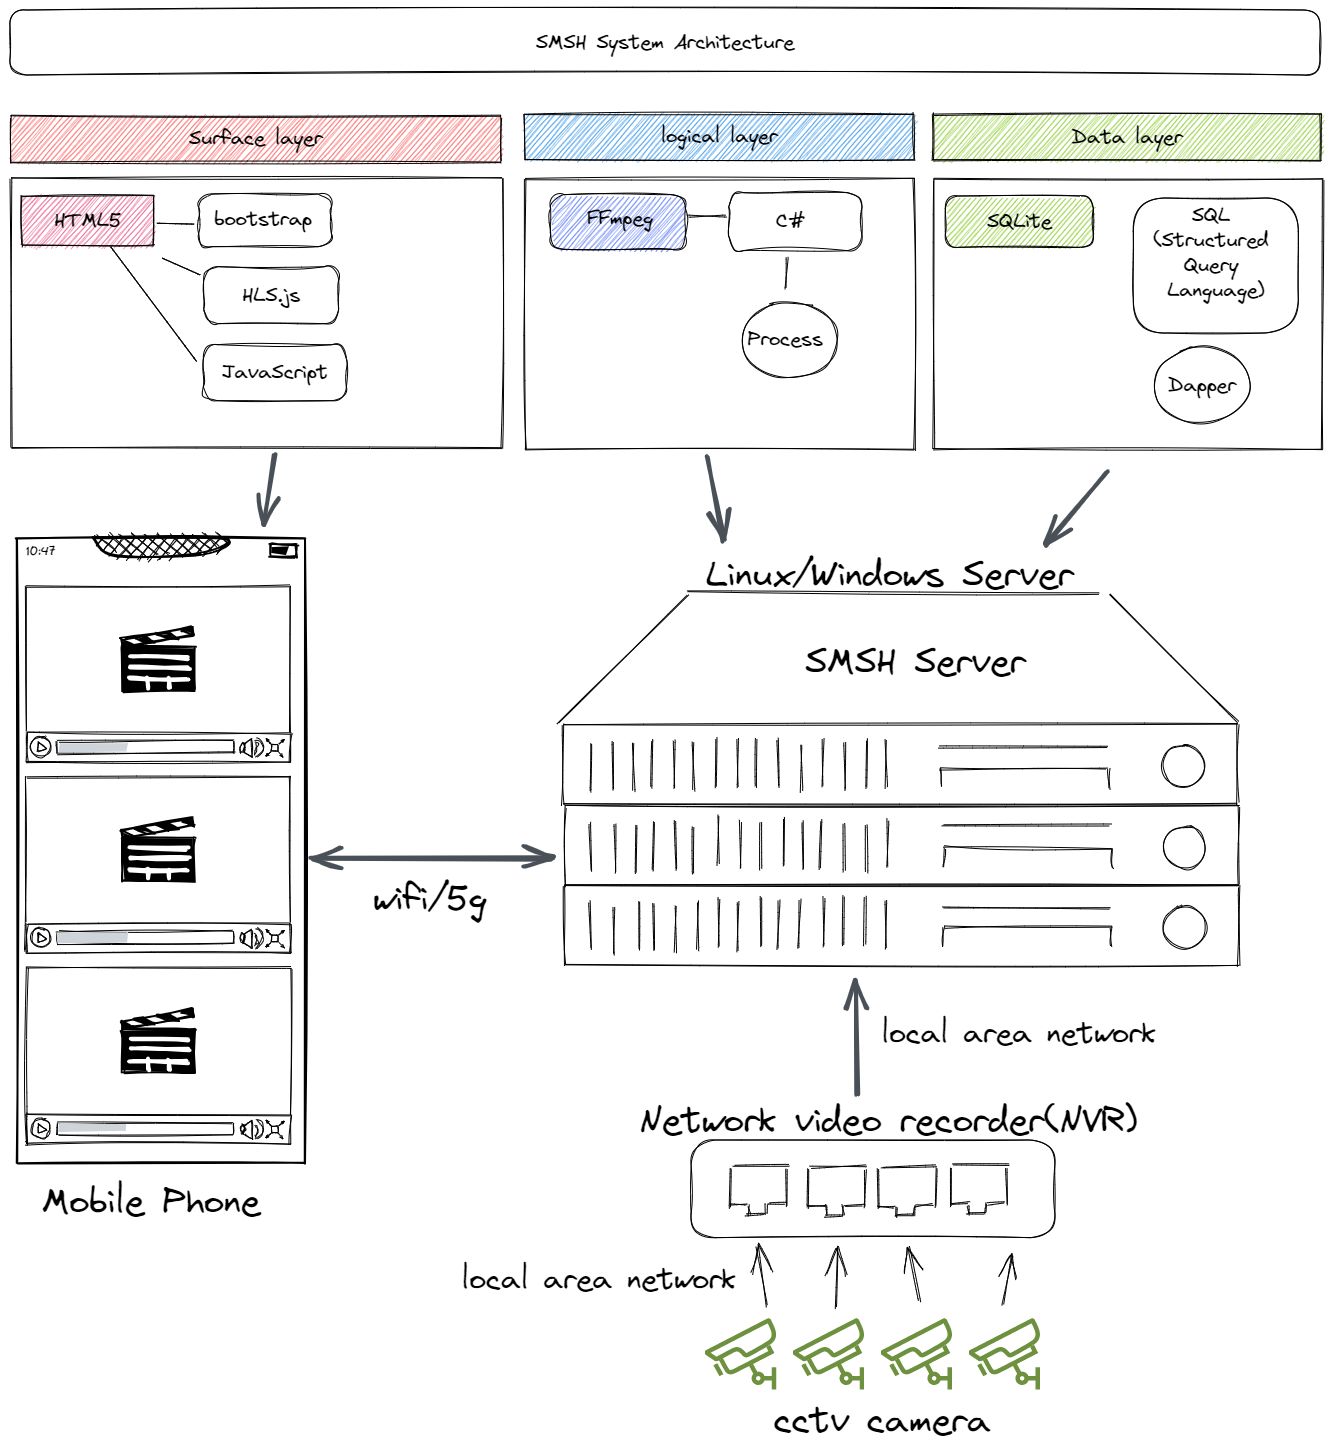 SMSH System Architecture
Surface layer
logical layer
Data layer
HTML5
bootstrap
HLS.js
JavaScript
FFmpeg
C#
Process
SQLite
SQL
(Structured
Query
Language)
Dapper
10:47
Linux/Windows Server
SMSH Server
wifi/5g
local area network
Network video recorder(NVR)
Mobile Phone
local area network
cctv camera